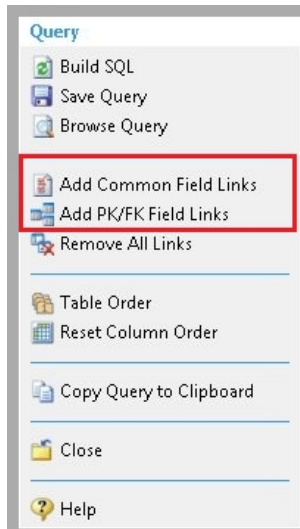 Query
Build SQL
Save Query
Browse Query
Add Common Field Links
Add PK/FK Field Links
Remove All Links
Table Order
Reset Column Order
Copy Query to Clipboard
Close
Help